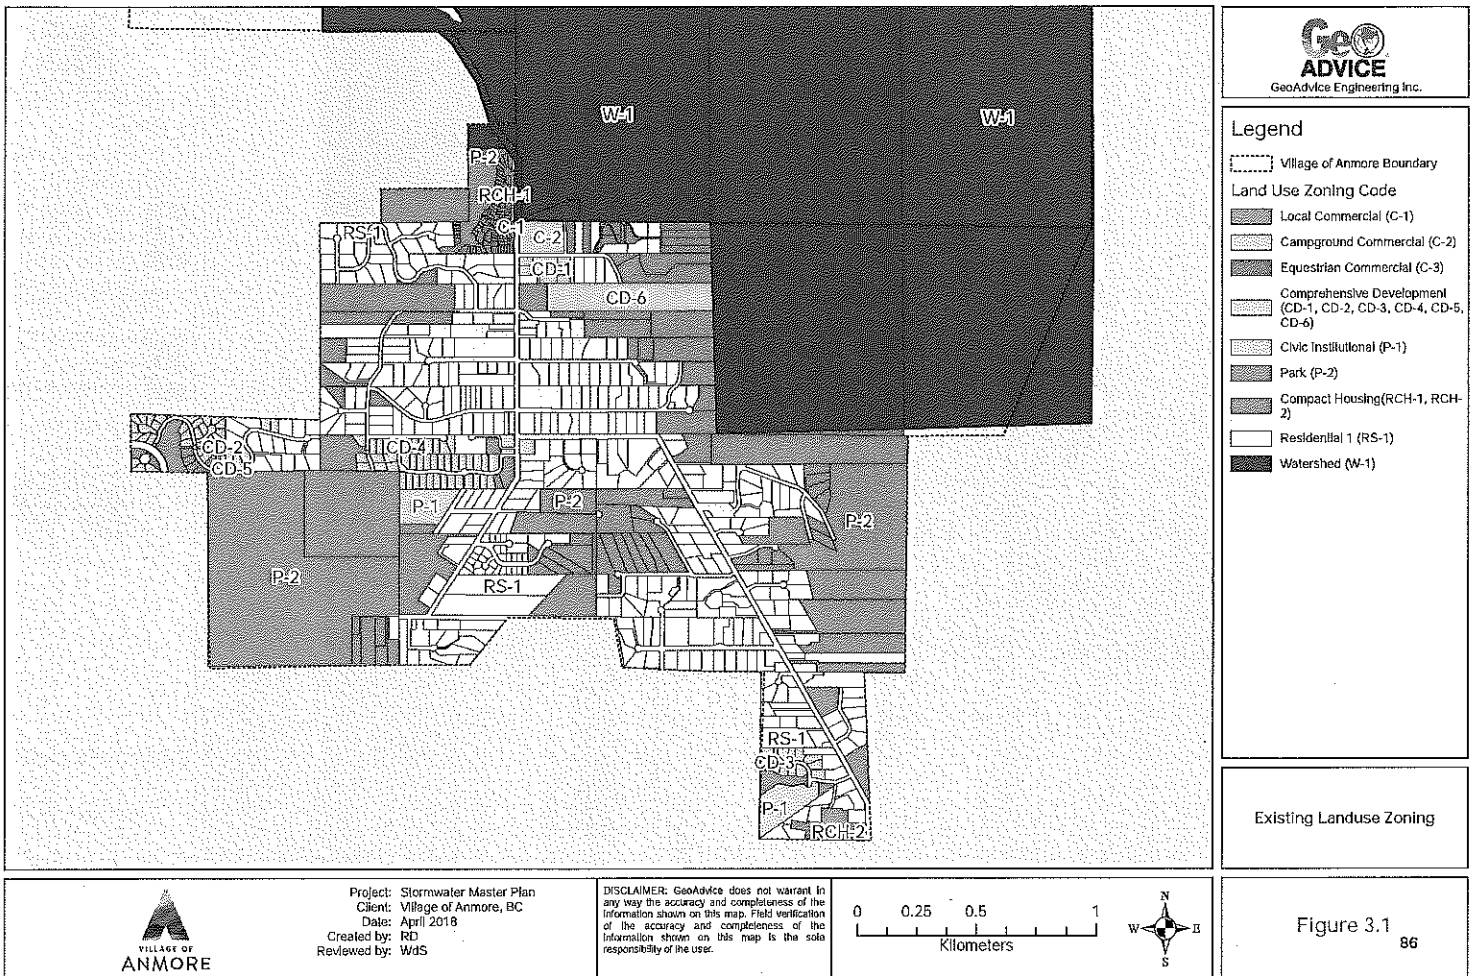 W-1
W-1
P-2
RCH-1
C-1
RS-1
C-2
CD-1
CD-6
CD-2
CD-4
CD-5
P-1
P-2
P-2
P-2
RS-1
RS-1
CD-3
P-1
RCH-2
Geo
ADVICE
GeoAdvice Engineering Inc.
Legend
Village of Anmore Boundary
Land Use Zoning Code
Local Commercial (C-1)
Campground Commercial (C-2)
Equestrian Commercial (C-3)
Comprehensive Development
(CD-1, CD-2, CD-3, CD-4, CD-5,
CD-6)
Civic Institutional (P-1)
Park (P-2)
Compact Housing(RCH-1, RCH-
2)
Residential 1 (RS-1)
Watershed (W-1)
Existing Landuse Zoning
VILLAGE OF
ANMORE
Project: Stormwater Master Plan
Client: Village of Anmore, BC
Date: April 2018
Created by: RD
Reviewed by: WdS
DISCLAIMER: GeoAdvice does not warrant in
any way the accuracy and completeness of the
information shown on this map. Field verification
of the accuracy and completeness of the
information shown on this map is the sole
responsibility of the user.
0 0.25 0.5 1
Kilometers
N
W E
S
Figure 3.1
86